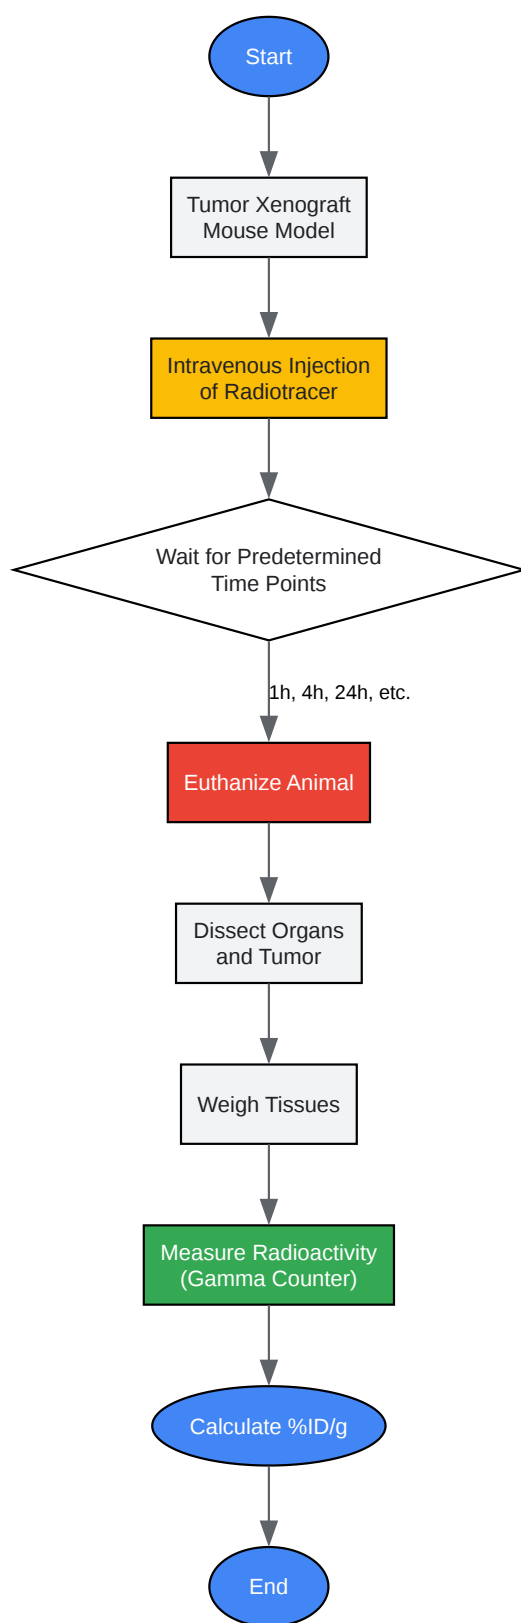 Start
Tumor Xenograft
Mouse Model
Intravenous Injection
of Radiotracer
Wait for Predetermined
Time Points
1h, 4h, 24h, etc.
Euthanize Animal
Dissect Organs
and Tumor
Weigh Tissues
Measure Radioactivity
(Gamma Counter)
Calculate %ID/g
End